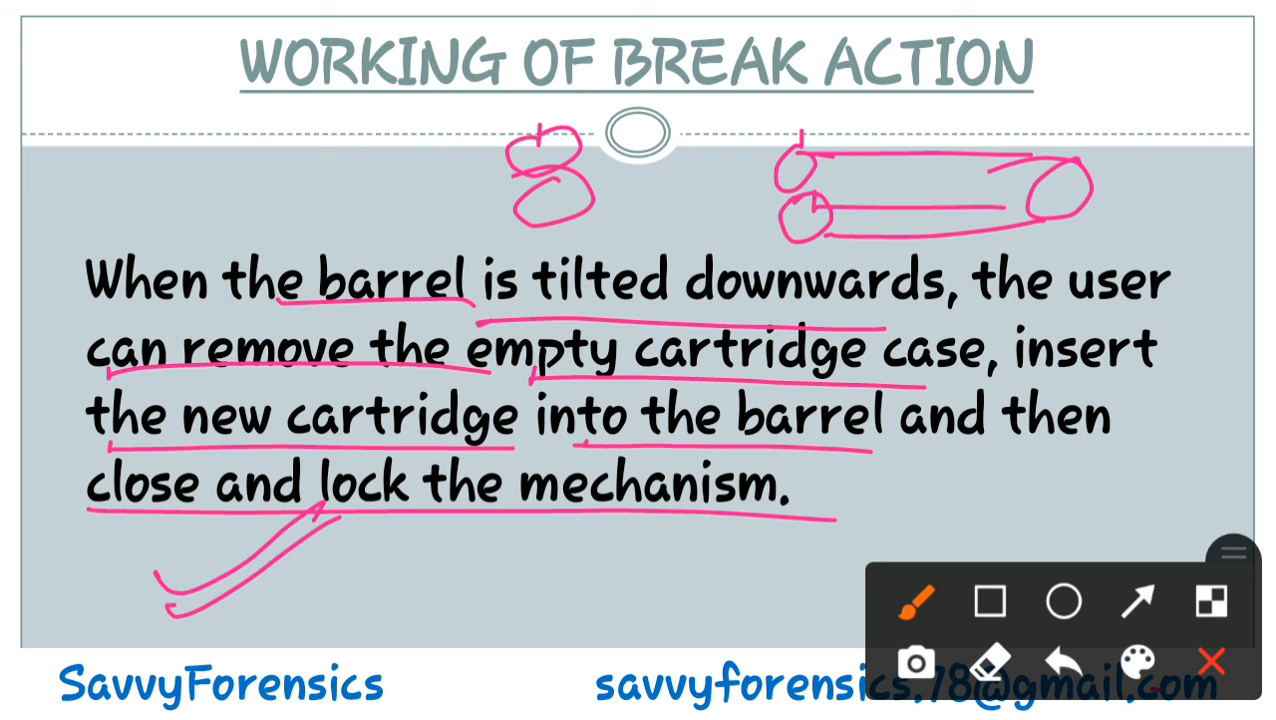 WORKING OF BREAK ACTION
When the barrel is tilted downwards, the user
can remove the empty cartridge case, insert
the new cartridge into the barrel and then
close and lock the mechanism.
SavvyForensics
savvyforensics.78@gmail.com